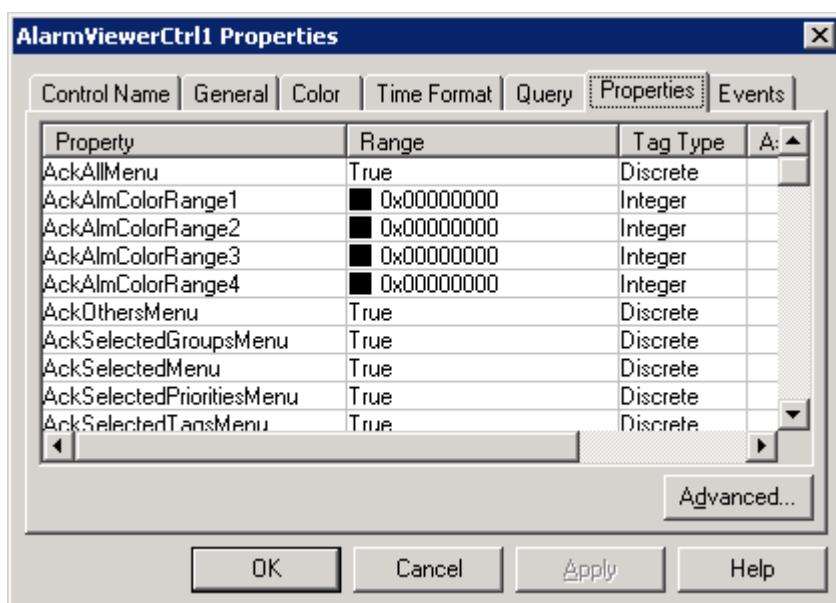 AlarmViewerCtrl1 Properties
Control Name General Color Time Format Query Properties Events
Property Range Tag Type A
AckAllMenu True Discrete
AckAlmColorRange1 0x00000000 Integer
AckAlmColorRange2 0x00000000 Integer
AckAlmColorRange3 0x00000000 Integer
AckAlmColorRange4 0x00000000 Integer
AckOthersMenu True Discrete
AckSelectedGroupsMenu True Discrete
AckSelectedMenu True Discrete
AckSelectedPrioritiesMenu True Discrete
AckSelectedTagsMenu True Discrete
Advanced...
OK Cancel Apply Help